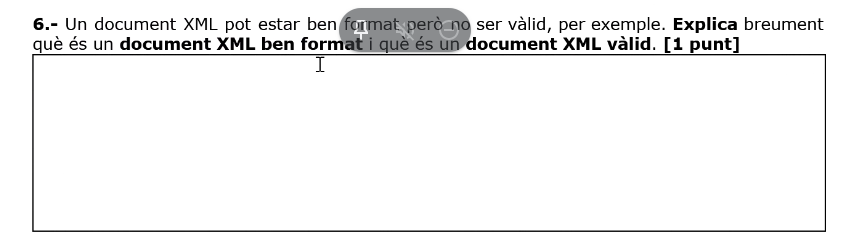 6.- Un document XML pot estar ben format però no ser vàlid, per exemple. Explica breument
què és un document XML ben format i què és un document XML vàlid. [1 punt]